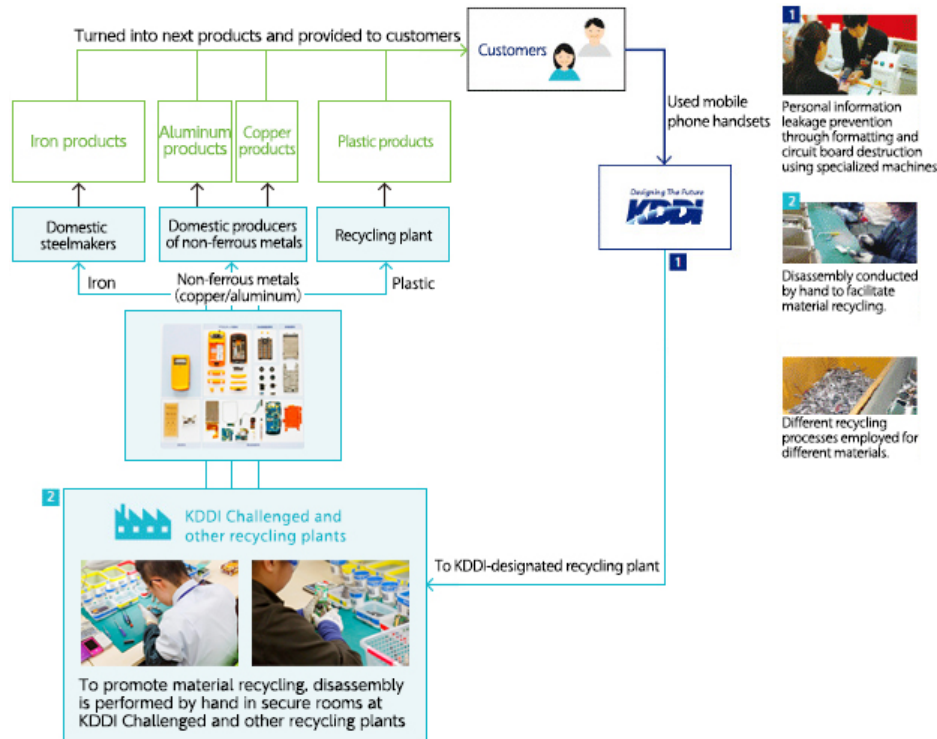 Turned into next products and provided to customers
Customers
Used mobile
phone handsets
Iron products
Aluminum
products
Copper
products
Plastic products
Domestic
steelmakers
Domestic producers
of non-ferrous metals
Recycling plant
Iron
Non-ferrous metals
(copper/aluminum)
Plastic
Designing The Future
KDDI
1
To KDDI-designated recycling plant
2
KDDI Challenged and
other recycling plants
To promote material recycling, disassembly
is performed by hand in secure rooms at
KDDI Challenged and other recycling plants
1
Personal information
leakage prevention
through formatting and
circuit board destruction
using specialized machines
2
Disassembly conducted
by hand to facilitate
material recycling.
Different recycling
processes employed for
different materials.